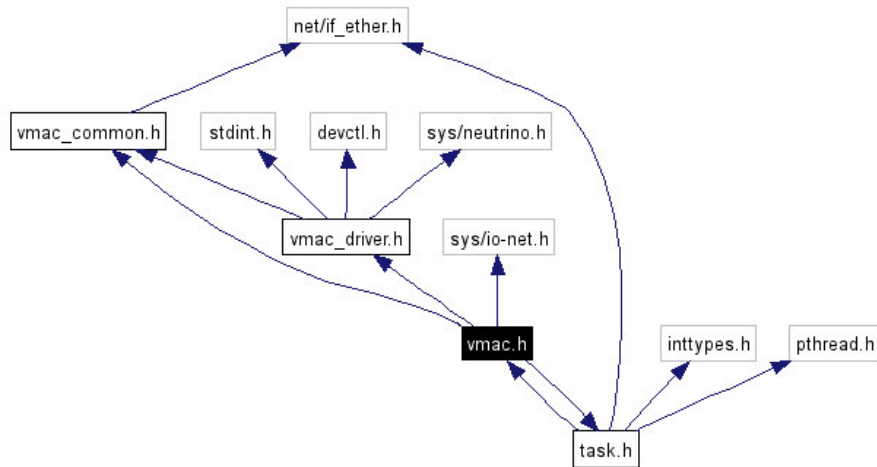 net/if_ether.h
vmac_common.h
stdint.h
devctl.h
sys/neutrino.h
vmac_driver.h
sys/io-net.h
vmac.h
inttypes.h
pthread.h
task.h